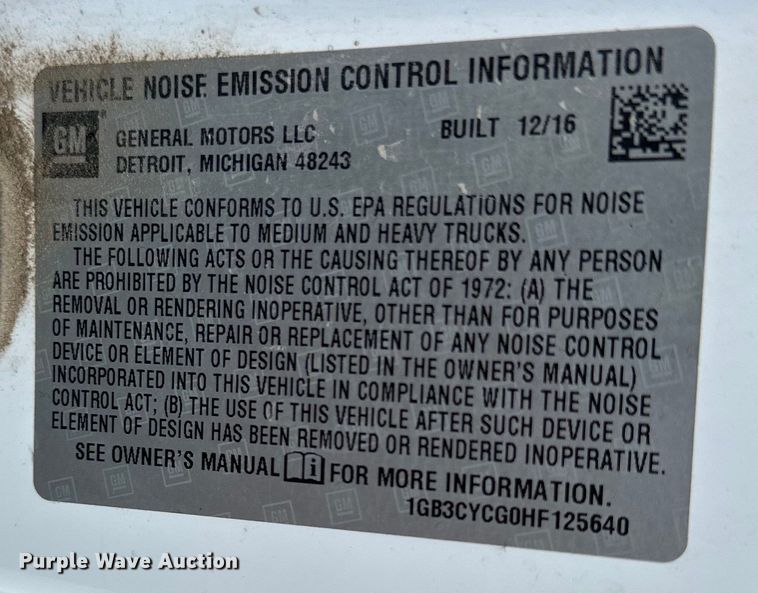 VEHICLE NOISE EMISSION CONTROL INFORMATION
GM
GENERAL MOTORS LLC
DETROIT, MICHIGAN 48243
BUILT 12/16
THIS VEHICLE CONFORMS TO U.S. EPA REGULATIONS FOR NOISE
EMISSION APPLICABLE TO MEDIUM AND HEAVY TRUCKS.
THE FOLLOWING ACTS OR THE CAUSING THEREOF BY ANY PERSON
ARE PROHIBITED BY THE NOISE CONTROL ACT OF 1972: (A) THE
REMOVAL OR RENDERING INOPERATIVE, OTHER THAN FOR PURPOSES
OF MAINTENANCE, REPAIR OR REPLACEMENT OF ANY NOISE CONTROL
DEVICE OR ELEMENT OF DESIGN (LISTED IN THE OWNER'S MANUAL)
INCORPORATED INTO THIS VEHICLE IN COMPLIANCE WITH THE NOISE
CONTROL ACT; (B) THE USE OF THIS VEHICLE AFTER SUCH DEVICE OR
ELEMENT OF DESIGN HAS BEEN REMOVED OR RENDERED INOPERATIVE.
SEE OWNER'S MANUAL i FOR MORE INFORMATION.
1GB3CYCG0HF125640
Purple Wave Auction